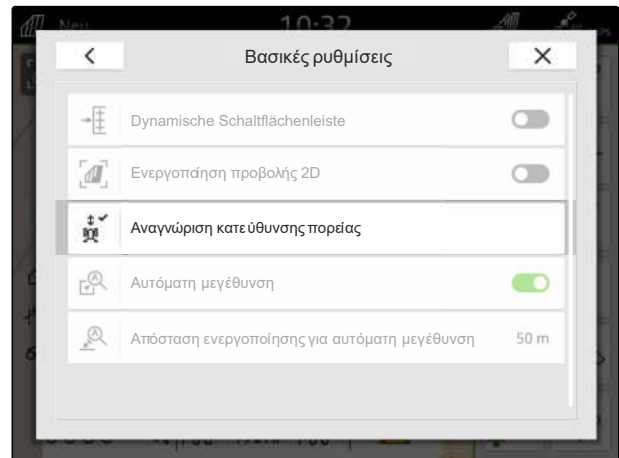 Neu 10:32
Βασικές ρυθμίσεις
Dynamische Schaltflächenleiste
Ενεργοποίηση προβολής 2D
Αναγνώριση κατεύθυνσης πορείας
Αυτόματη μεγέθυνση
Απόσταση ενεργοποίησης για αυτόματη μεγέθυνση 50 m